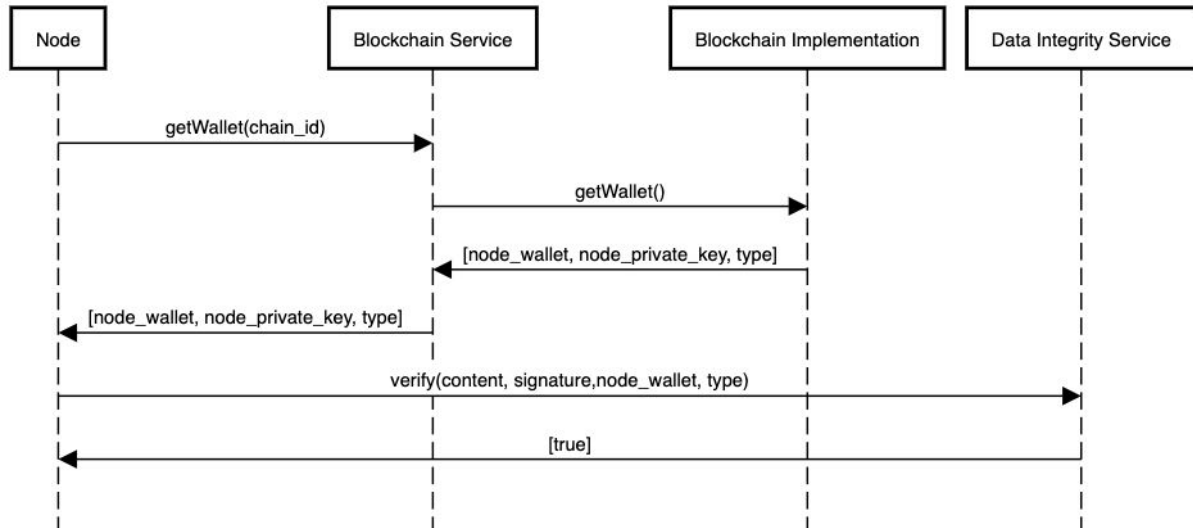 Node
Blockchain Service
Blockchain Implementation
Data Integrity Service
getWallet(chain_id)
getWallet()
[node_wallet, node_private_key, type]
[node_wallet, node_private_key, type]
verify(content, signature,node_wallet, type)
[true]